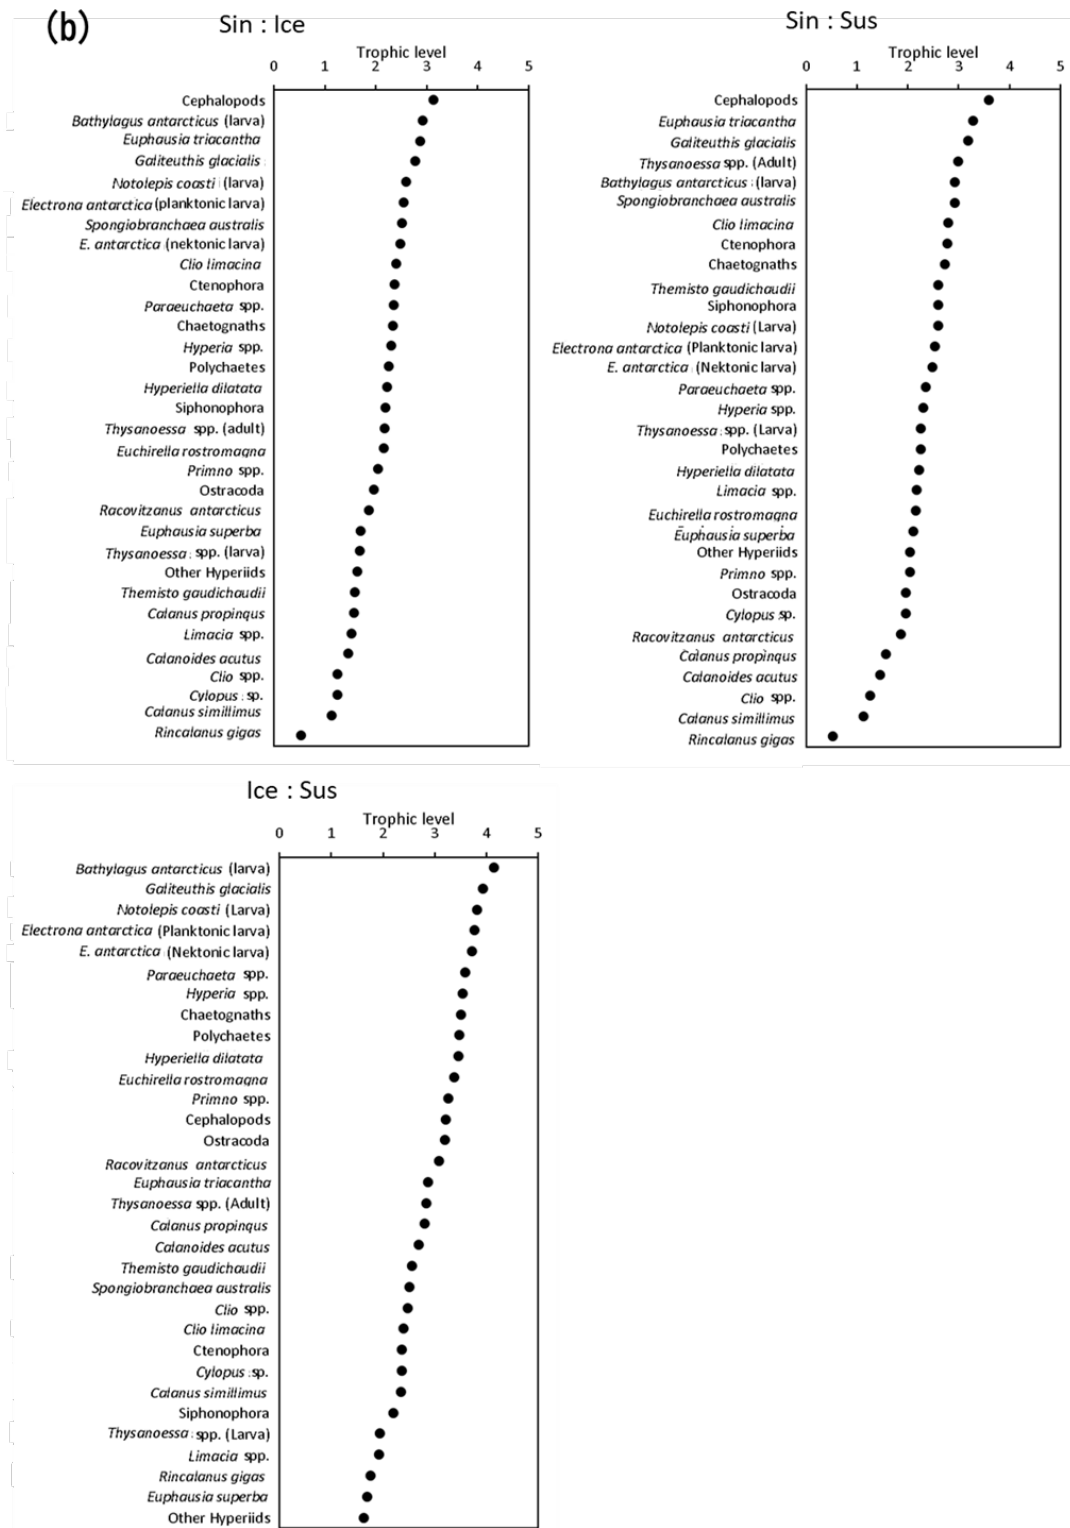 (b)
Sin : Ice
Trophic level
0 1 2 3 4 5
Cephalopods
Bathylagus antarcticus (larva)
Euphausia triacantha
Galiteuthis glacialis
Notolepis coasti (larva)
Electrona antarctica (planktonic larva)
Spongiobranchaea australis
E. antarctica (nektonic larva)
Clio limacina
Ctenophora
Paraeuchaeta spp.
Chaetognaths
Hyperia spp.
Polychaetes
Hyperiella dilatata
Siphonophora
Thysanoessa spp. (adult)
Euchirella rostromagna
Primno spp.
Ostracoda
Racovitzanus antarcticus
Euphausia superba
Thysanoessa spp. (larva)
Other Hyperiids
Themisto gaudichaudii
Calanus propinqus
Limacia spp.
Calanoides acutus
Clio spp.
Cylopus sp.
Calanus simillimus
Rincalanus gigas
Sin : Sus
Trophic level
0 1 2 3 4 5
Cephalopods
Euphausia triacantha
Galiteuthis glacialis
Thysanoessa spp. (Adult)
Bathylagus antarcticus (larva)
Spongiobranchaea australis
Clio limacina
Ctenophora
Chaetognaths
Themisto gaudichaudii
Siphonophora
Notolepis coasti (Larva)
Electrona antarctica (Planktonic larva)
E. antarctica (Nektonic larva)
Paraeuchaeta spp.
Hyperia spp.
Thysanoessa spp. (Larva)
Polychaetes
Hyperiella dilatata
Limacia spp.
Euchirella rostromagna
Euphausia superba
Other Hyperiids
Primno spp.
Ostracoda
Cylopus sp.
Racovitzanus antarcticus
Calanus propinqus
Calanoides acutus
Clio spp.
Calanus simillimus
Rincalanus gigas
Ice : Sus
Trophic level
0 1 2 3 4 5
Bathylagus antarcticus (larva)
Galiteuthis glacialis
Notolepis coasti (Larva)
Electrona antarctica (Planktonic larva)
E. antarctica (Nektonic larva)
Paraeuchaeta spp.
Hyperia spp.
Chaetognaths
Polychaetes
Hyperiella dilatata
Euchirella rostromagna
Primno spp.
Cephalopods
Ostracoda
Racovitzanus antarcticus
Euphausia triacantha
Thysanoessa spp. (Adult)
Calanus propinqus
Calanoides acutus
Themisto gaudichaudii
Spongiobranchaea australis
Clio spp.
Clio limacina
Ctenophora
Cylopus sp.
Calanus simillimus
Siphonophora
Thysanoessa spp. (Larva)
Limacia spp.
Rincalanus gigas
Euphausia superba
Other Hyperiids